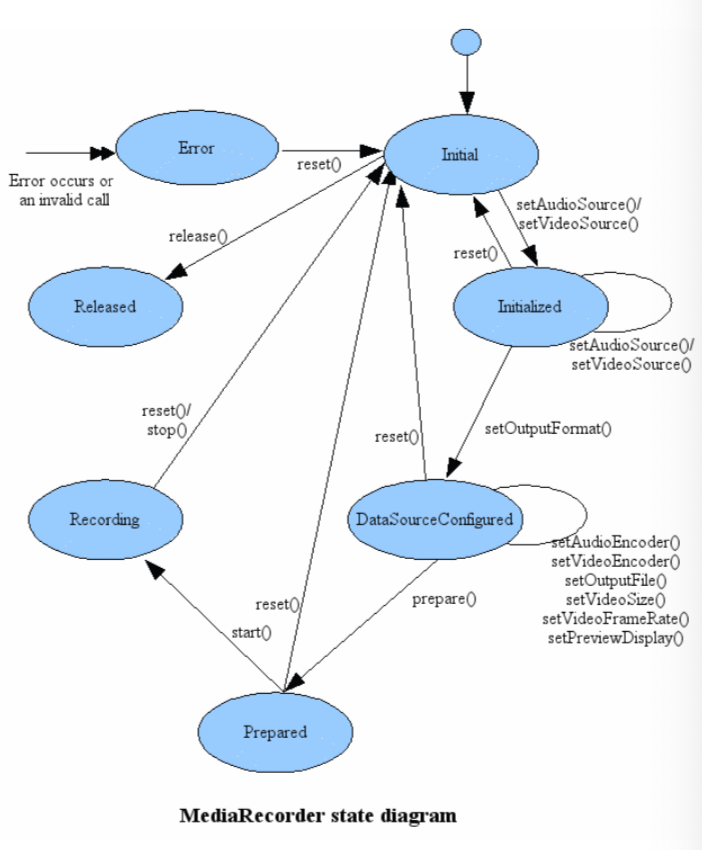 Error
Initial
reset()
Error occurs or
an invalid call
setAudioSource()/
setVideoSource()
release()
reset()
Released
Initialized
setAudioSource()/
setVideoSource()
reset()/
stop()
reset()
setOutputFormat()
Recording
DataSourceConfigured
setAudioEncoder()
setVideoEncoder()
setOutputFile()
setVideoSize()
setVideoFrameRate()
setPreviewDisplay()
reset()
prepare()
start()
Prepared
MediaRecorder state diagram